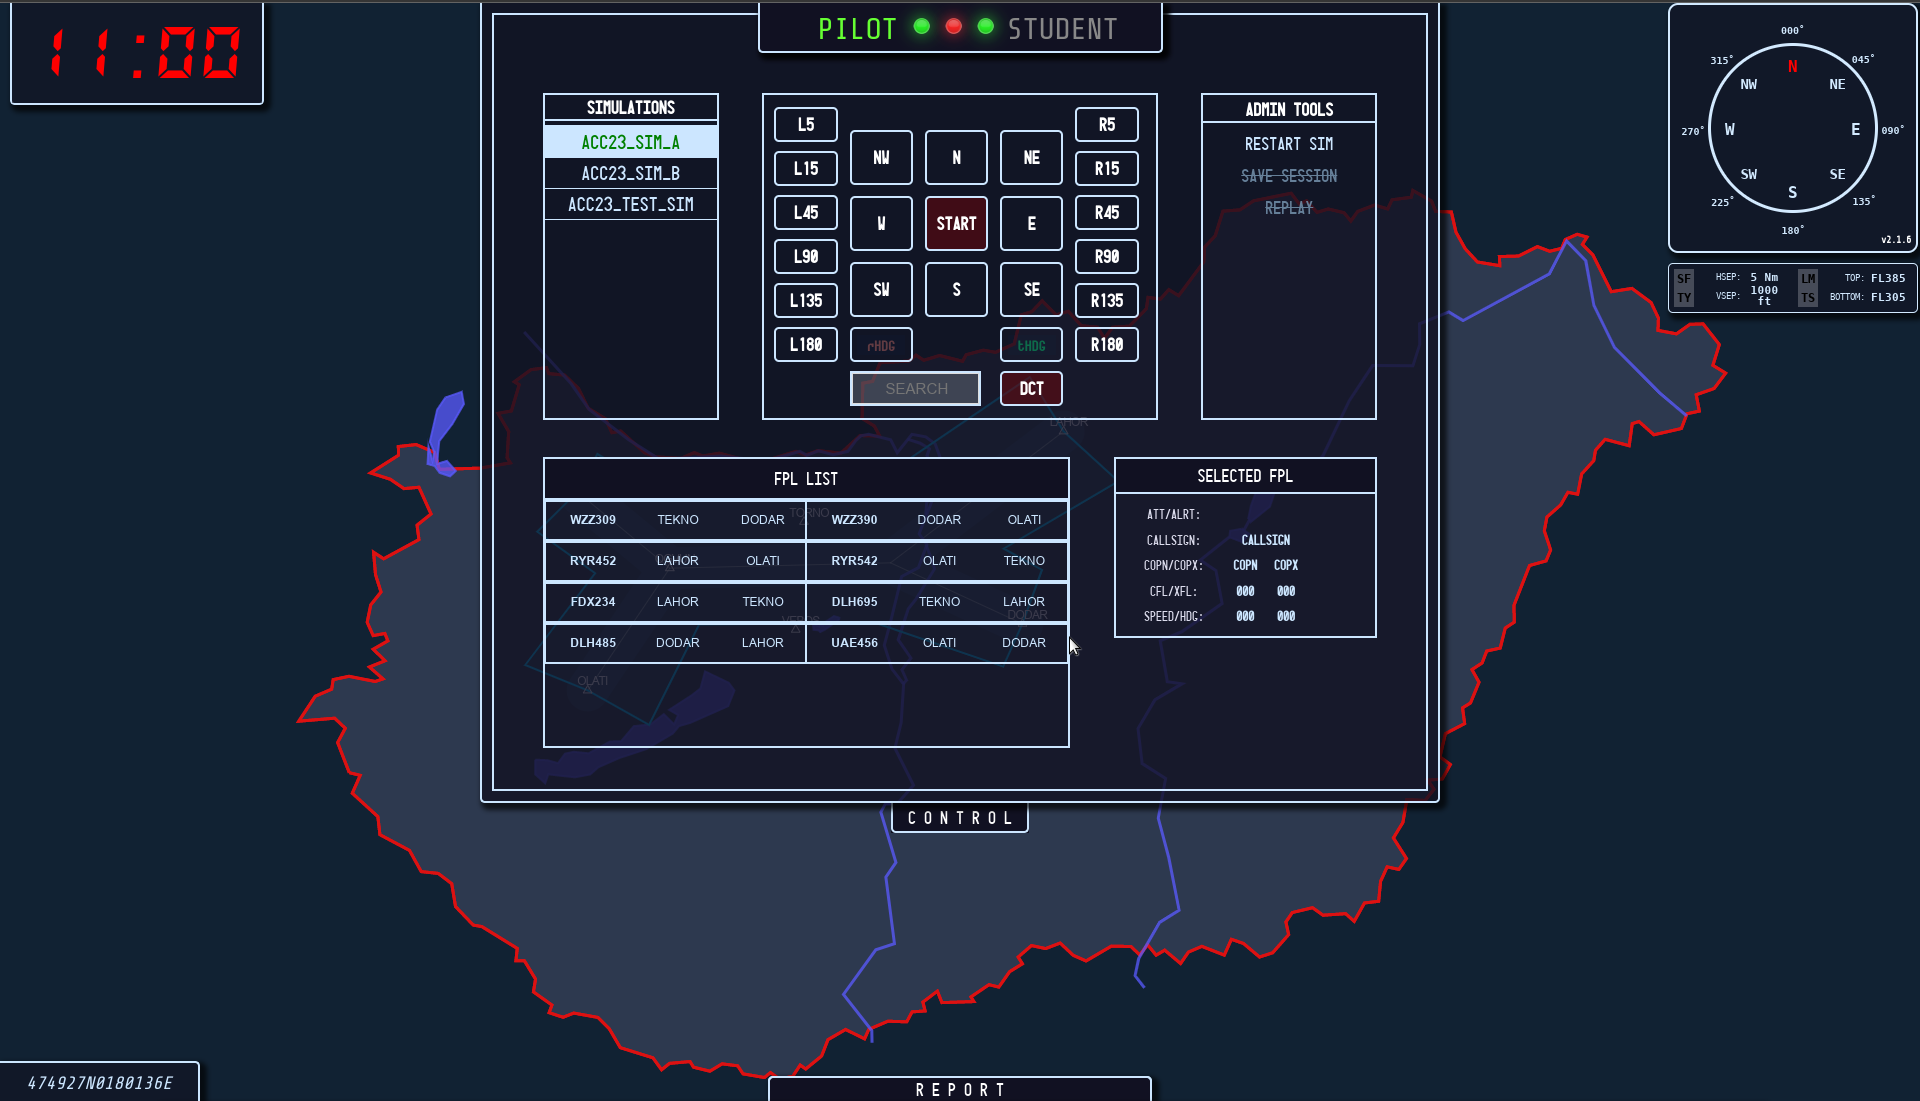 11:00
PILOT STUDENT
SIMULATIONS
ACC23_SIM_A
ACC23_SIM_B
ACC23_TEST_SIM
L5
L15
L45
L90
L135
L180
NW N NE
W START E
SW S SE
rHDG tHDG
SEARCH DCT
R5
R15
R45
R90
R135
R180
ADMIN TOOLS
RESTART SIM
SAVE SESSION
REPLAY
000°
315° N 045°
NW NE
270° W E 090°
SW SE
225° S 135°
180°
v2.1.6
SF HSEP: 5 Nm LM TOP: FL385
TY VSEP: 1000 ft TS BOTTOM: FL305
LAHOR
FPL LIST
WZZ309 TEKNO DODAR WZZ390 DODAR OLATI
RYR452 LAHOR OLATI RYR542 OLATI TEKNO
FDX234 LAHOR TEKNO DLH695 TEKNO LAHOR
DLH485 DODAR LAHOR UAE456 OLATI DODAR
DODAR
OLATI
SELECTED FPL
ATT/ALRT:
CALLSIGN: CALLSIGN
COPN/COPX: COPN COPX
CFL/XFL: 000 000
SPEED/HDG: 000 000
CONTROL
474927N0180136E
REPORT